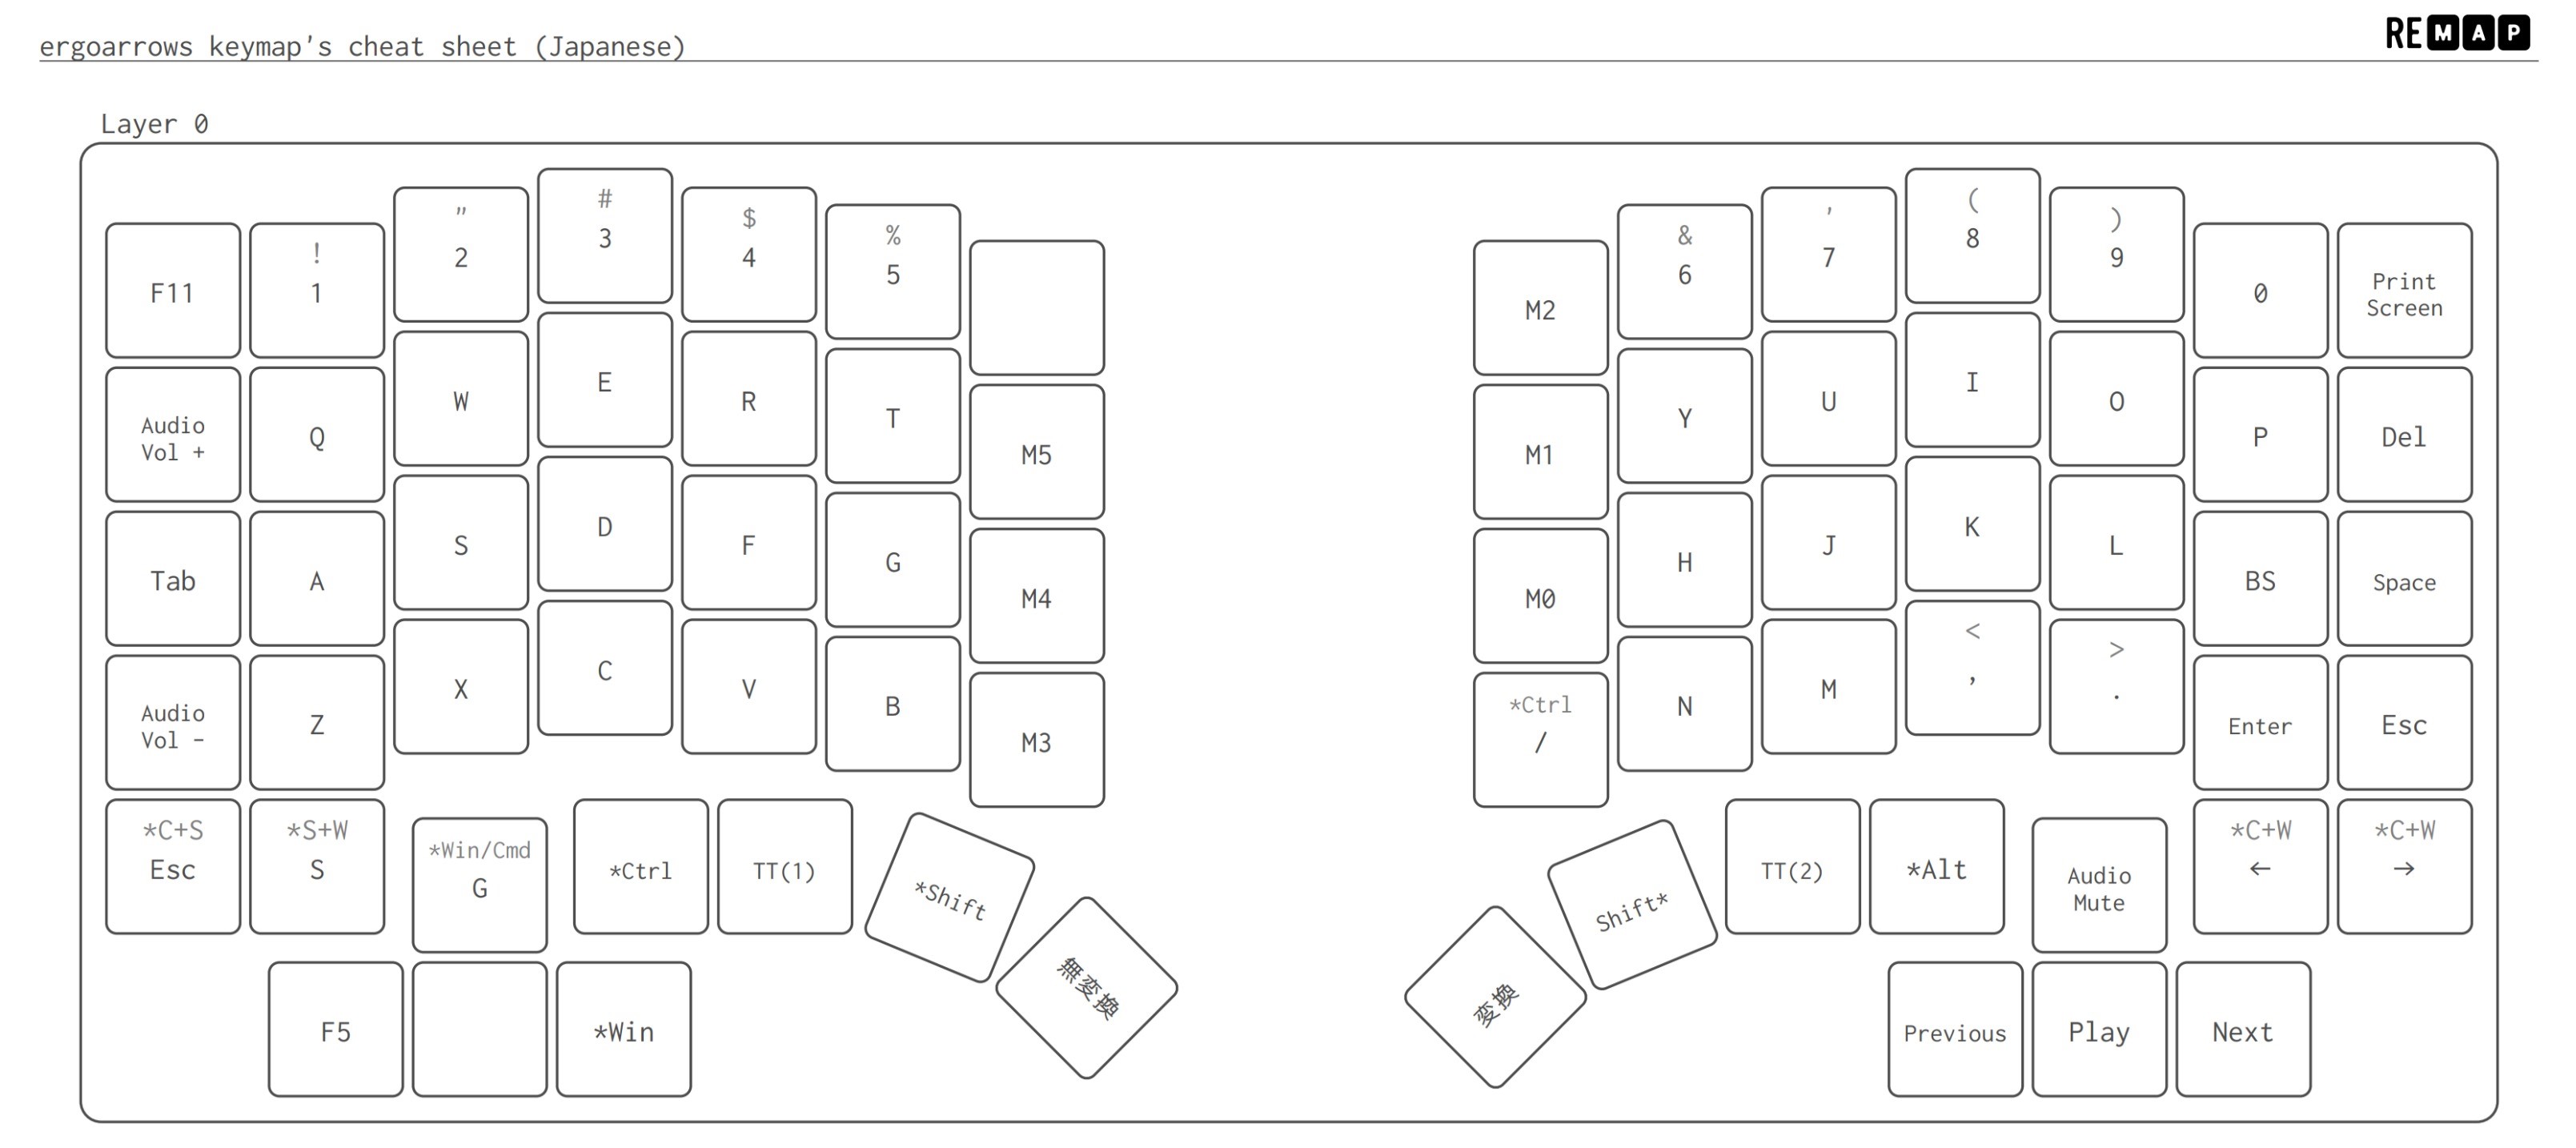 ergoarrows keymap's cheat sheet (Japanese)
REMAP
Layer 0
F11
!
1
"
2
#
3
$
4
%
5
M2
&
6
'
7
(
8
)
9
0
Print
Screen
Audio
Vol +
Q
W
E
R
T
M5
M1
Y
U
I
O
P
Del
Tab
A
S
D
F
G
M4
M0
H
J
K
L
BS
Space
Audio
Vol -
Z
X
C
V
B
M3
*Ctrl
/
N
M
<
,
>
.
Enter
Esc
*C+S
Esc
*S+W
S
*Win/Cmd
G
*Ctrl
TT(1)
*Shift
無変換
変換
Shift*
TT(2)
*Alt
Audio
Mute
*C+W
←
*C+W
→
F5
*Win
Previous
Play
Next